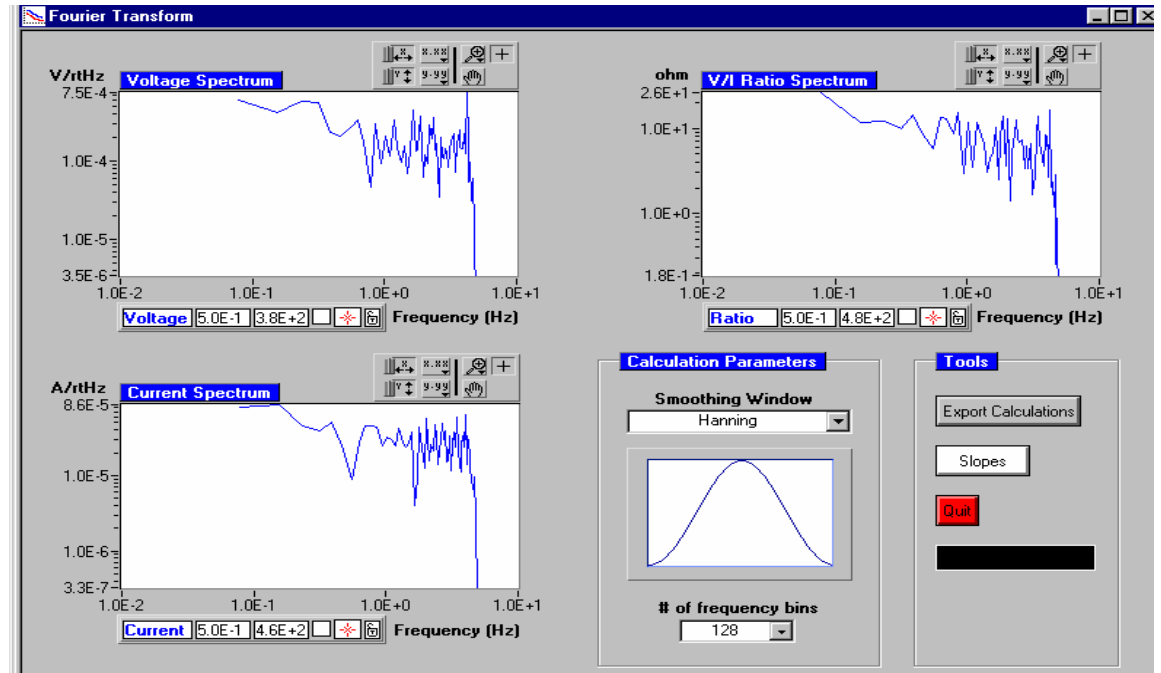 Fourier Transform
V/rtHz
Voltage Spectrum
7.5E-4
1.0E-4
1.0E-5
3.5E-6
1.0E-2 1.0E-1 1.0E+0 1.0E+1
Voltage 5.0E-1 3.8E+2 Frequency (Hz)
ohm
V/I Ratio Spectrum
2.6E+1
1.0E+1
1.0E+0
1.8E-1
1.0E-2 1.0E-1 1.0E+0 1.0E+1
Ratio 5.0E-1 4.8E+2 Frequency (Hz)
A/rtHz
Current Spectrum
8.6E-5
1.0E-5
1.0E-6
3.3E-7
1.0E-2 1.0E-1 1.0E+0 1.0E+1
Current 5.0E-1 4.6E+2 Frequency (Hz)
Calculation Parameters
Smoothing Window
Hanning
# of frequency bins
128
Tools
Export Calculations
Slopes
Quit